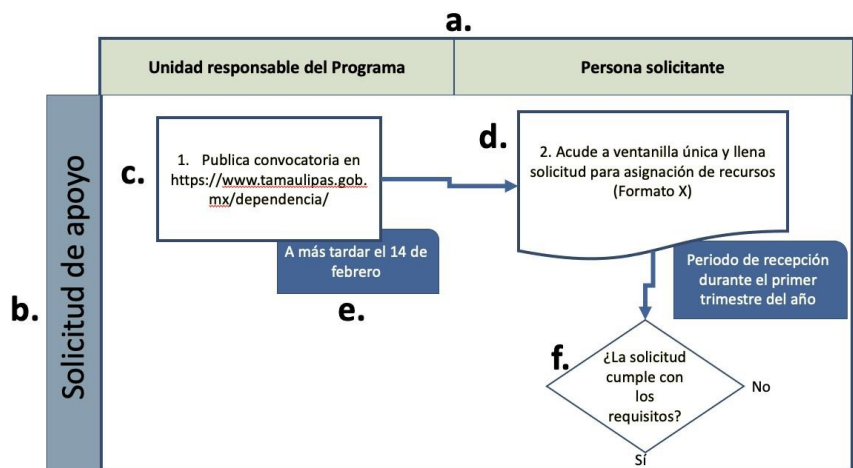 a.
Unidad responsable del Programa
Persona solicitante
b.
Solicitud de apoyo
c.
1. Publica convocatoria en
https://www.tamaulipas.gob.
mx/dependencia/
A más tardar el 14 de
febrero
e.
d.
2. Acude a ventanilla única y llena
solicitud para asignación de recursos
(Formato X)
Periodo de recepción
durante el primer
trimestre del año
f.
¿La solicitud
cumple con
los
requisitos?
No
Sí